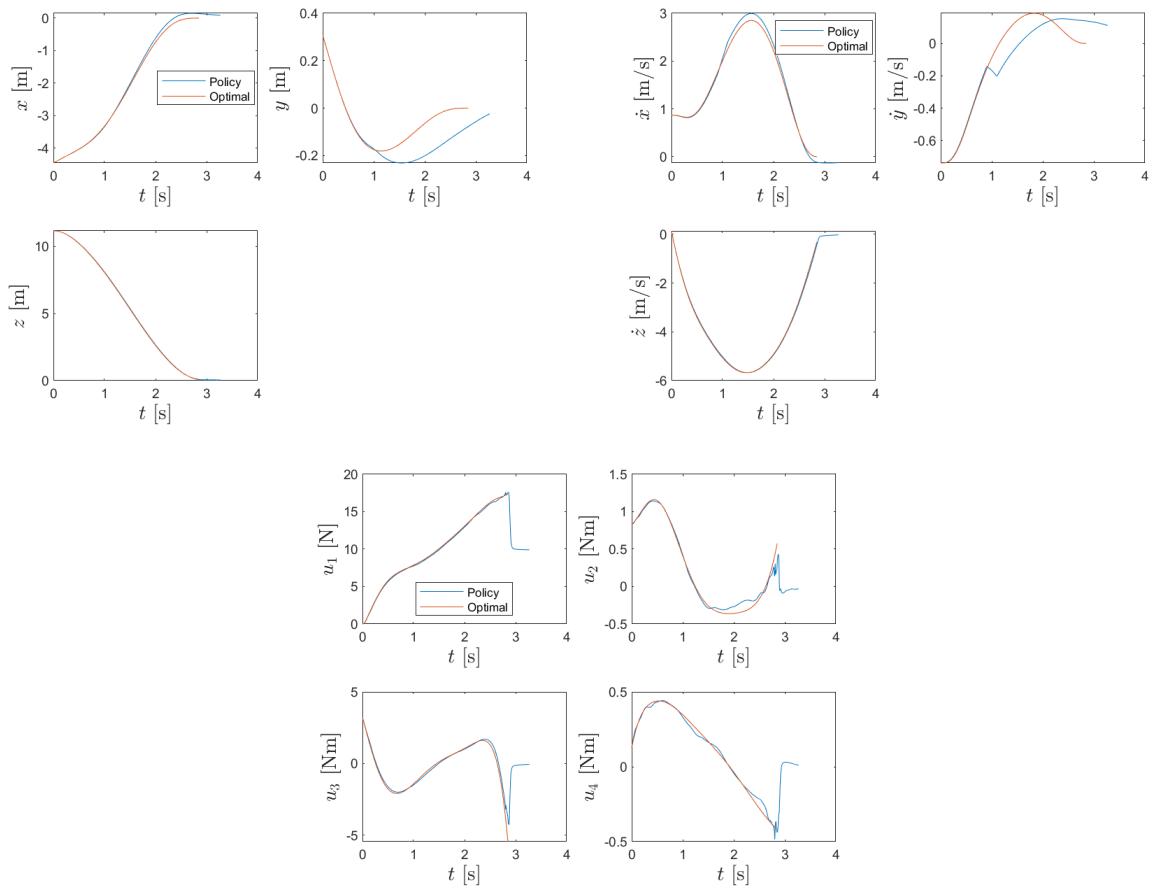 0
-1
-2
-3
-4
x [m]
Policy
Optimal
0 1 2 3 4
t [s]
0.4
0.2
0
-0.2
y [m]
0 1 2 3 4
t [s]
3
2
1
0
ẋ [m/s]
Policy
Optimal
0 1 2 3 4
t [s]
0
-0.2
-0.4
-0.6
ẏ [m/s]
0 1 2 3 4
t [s]
10
5
0
z [m]
0 1 2 3 4
t [s]
0
-2
-4
-6
ż [m/s]
0 1 2 3 4
t [s]
20
15
10
5
0
u₁ [N]
Policy
Optimal
0 1 2 3 4
t [s]
1.5
1
0.5
0
-0.5
u₂ [Nm]
0 1 2 3 4
t [s]
5
0
-5
u₃ [Nm]
0 1 2 3 4
t [s]
0.5
0
-0.5
u₄ [Nm]
0 1 2 3 4
t [s]